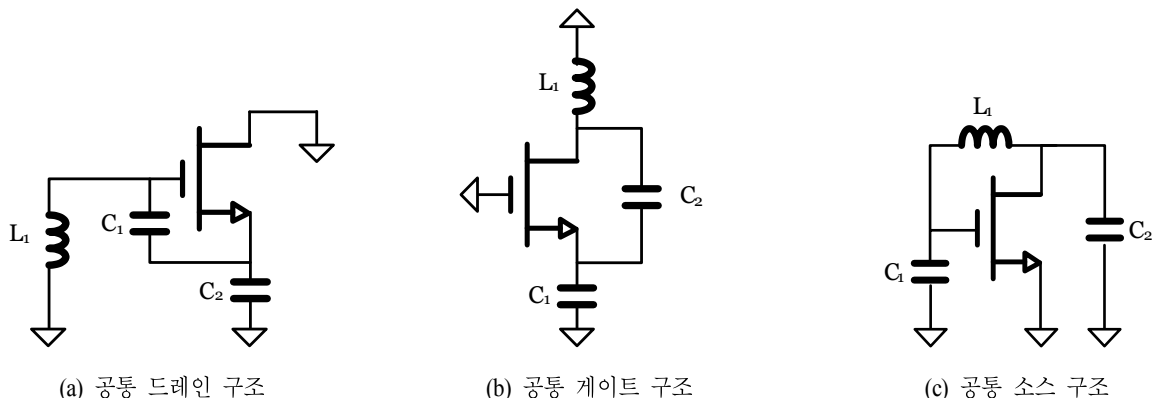 L₁
C₁
C₂
(a) 공통 드레인 구조
L₁
C₂
C₁
(b) 공통 게이트 구조
L₁
C₁
C₂
(c) 공통 소스 구조